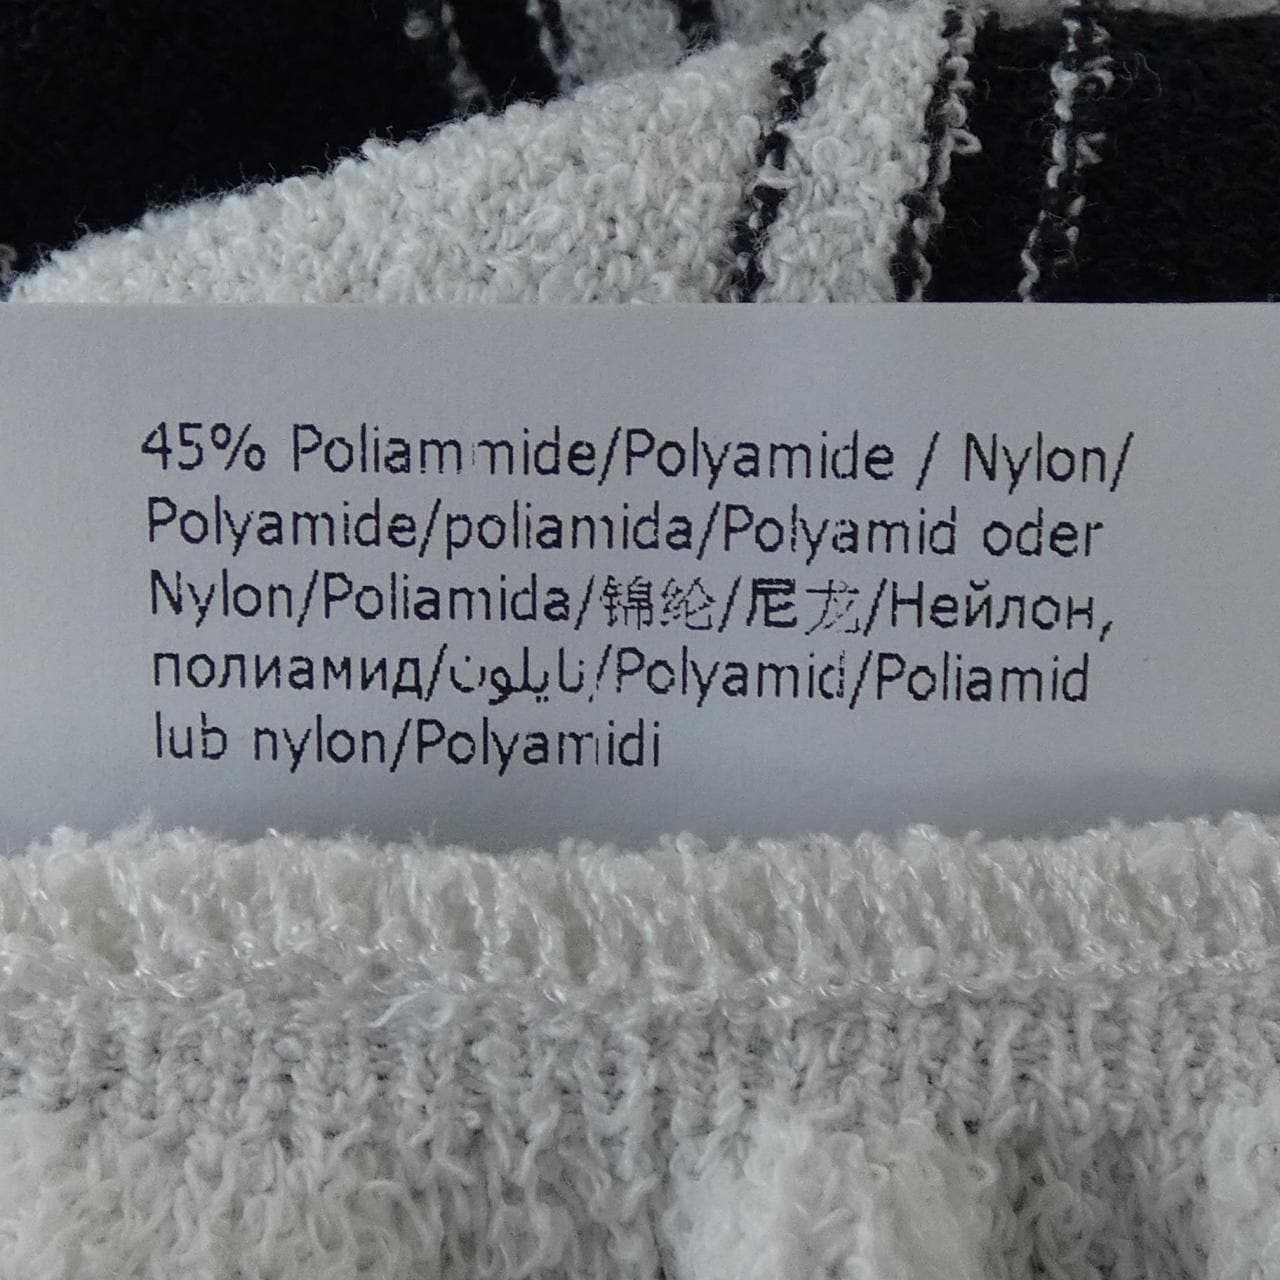 45% Poliammide/Polyamide / Nylon/
Polyamide/poliamida/Polyamid oder
Nylon/Poliamida/锦纶/尼龙/Нейлон,
полиамид/نايلون/Polyamid/Poliamid
lub nylon/Polyamidi